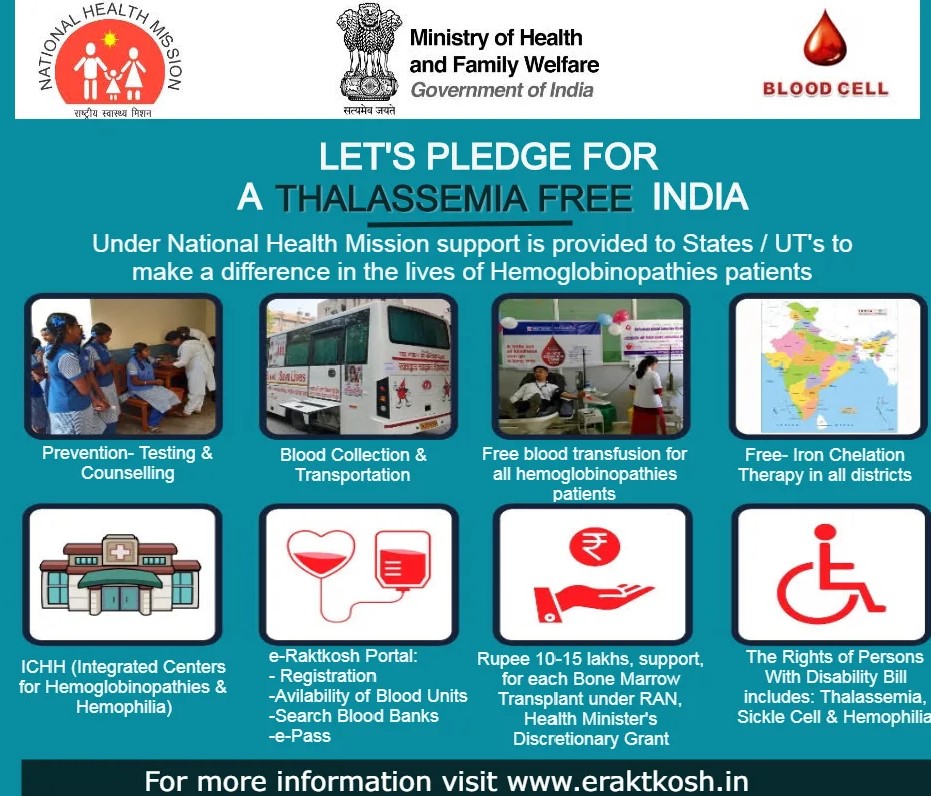 NATIONAL HEALTH MISSION
राष्ट्रीय स्वास्थ्य मिशन
सत्यमेव जयते
Ministry of Health
and Family Welfare
Government of India
BLOOD CELL
LET'S PLEDGE FOR
A THALASSEMIA FREE INDIA
Under National Health Mission support is provided to States / UT's to
make a difference in the lives of Hemoglobinopathies patients
Save Lives
Prevention- Testing &
Counselling
Blood Collection &
Transportation
Free blood transfusion for
all hemoglobinopathies
patients
Free- Iron Chelation
Therapy in all districts
₹
ICHH (Integrated Centers
for Hemoglobinopathies &
Hemophilia)
e-Raktkosh Portal:
- Registration
-Avilability of Blood Units
-Search Blood Banks
-e-Pass
Rupee 10-15 lakhs, support,
for each Bone Marrow
Transplant under RAN,
Health Minister's
Discretionary Grant
The Rights of Persons
With Disability Bill
includes: Thalassemia,
Sickle Cell & Hemophilia
For more information visit www.eraktkosh.in